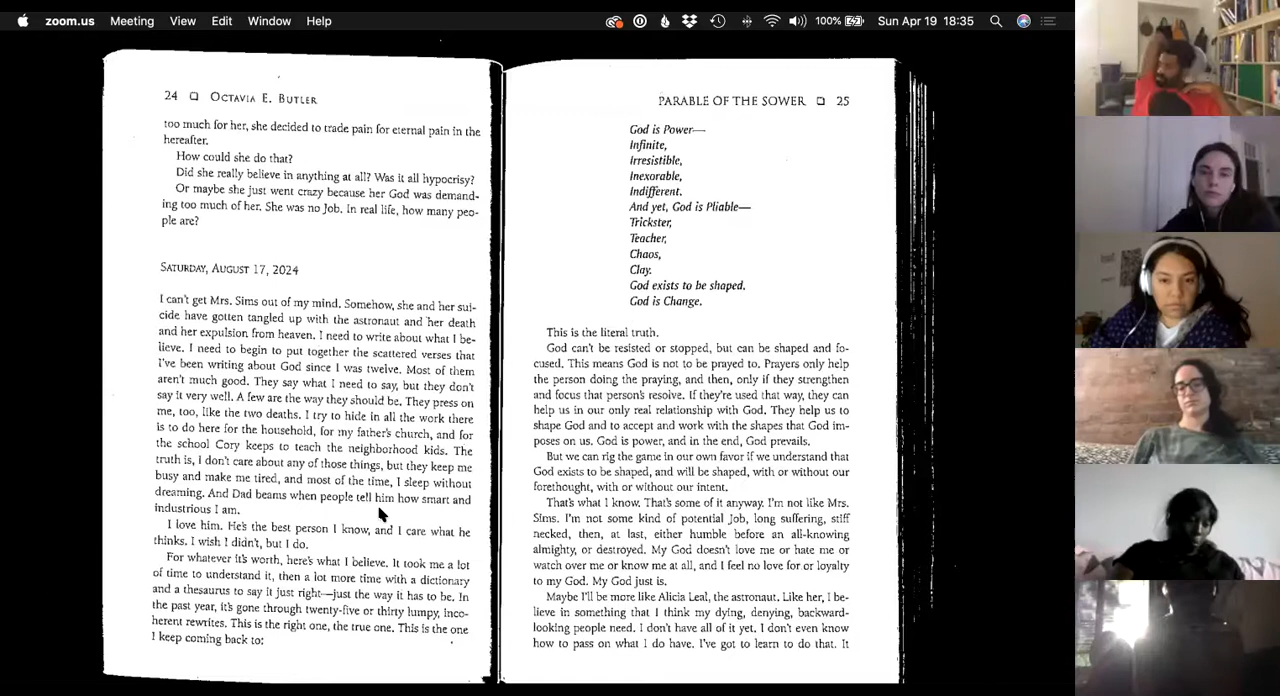 zoom.us Meeting View Edit Window Help 100% Sun Apr 19 18:35
24 ❑ OCTAVIA E. BUTLER
too much for her, she decided to trade pain for eternal pain in the
hereafter.
How could she do that?
Did she really believe in anything at all? Was it all hypocrisy?
Or maybe she just went crazy because her God was demand-
ing too much of her. She was no Job. In real life, how many peo-
ple are?
SATURDAY, AUGUST 17, 2024
I can't get Mrs. Sims out of my mind. Somehow, she and her sui-
cide have gotten tangled up with the astronaut and her death
and her expulsion from heaven. I need to write about what I be-
lieve. I need to begin to put together the scattered verses that
I've been writing about God since I was twelve. Most of them
aren't much good. They say what I need to say, but they don't
say it very well. A few are the way they should be. They press on
me, too, like the two deaths. I try to hide in all the work there
is to do here for the household, for my father's church, and for
the school Cory keeps to teach the neighborhood kids. The
truth is, I don't care about any of those things, but they keep me
busy and make me tired, and most of the time, I sleep without
dreaming. And Dad beams when people tell him how smart and
industrious I am.
I love him. He's the best person I know, and I care what he
thinks. I wish I didn't, but I do.
For whatever it's worth, here's what I believe. It took me a lot
of time to understand it, then a lot more time with a dictionary
and a thesaurus to say it just right—just the way it has to be. In
the past year, it's gone through twenty-five or thirty lumpy, inco-
herent rewrites. This is the right one, the true one. This is the one
I keep coming back to:
PARABLE OF THE SOWER ❑ 25
God is Power—
Infinite,
Irresistible,
Inexorable,
Indifferent.
And yet, God is Pliable—
Trickster,
Teacher,
Chaos,
Clay.
God exists to be shaped.
God is Change.
This is the literal truth.
God can't be resisted or stopped, but can be shaped and fo-
cused. This means God is not to be prayed to. Prayers only help
the person doing the praying, and then, only if they strengthen
and focus that person's resolve. If they're used that way, they can
help us in our only real relationship with God. They help us to
shape God and to accept and work with the shapes that God im-
poses on us. God is power, and in the end, God prevails.
But we can rig the game in our own favor if we understand that
God exists to be shaped, and will be shaped, with or without our
forethought, with or without our intent.
That's what I know. That's some of it anyway. I'm not like Mrs.
Sims. I'm not some kind of potential Job, long suffering, stiff
necked, then, at last, either humble before an all-knowing
almighty, or destroyed. My God doesn't love me or hate me or
watch over me or know me at all, and I feel no love for or loyalty
to my God. My God just is.
Maybe I'll be more like Alicia Leal, the astronaut. Like her, I be-
lieve in something that I think my dying, denying, backward-
looking people need. I don't have all of it yet. I don't even know
how to pass on what I do have. I've got to learn to do that. It